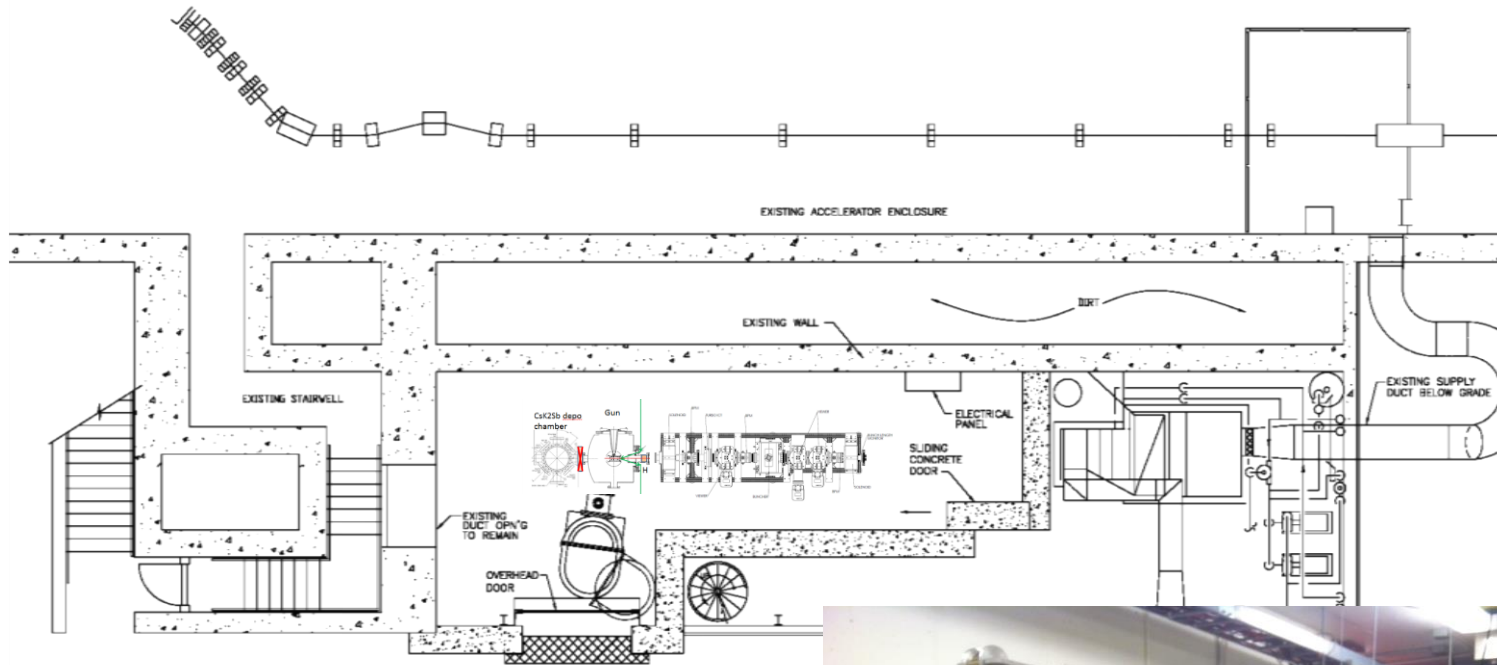 EXISTING ACCELERATOR ENCLOSURE
DIRT
EXISTING WALL
EXISTING SUPPLY
DUCT BELOW GRADE
EXISTING STAIRWELL
CsK2Sb depo
chamber
Gun
ELECTRICAL
PANEL
SLIDING
CONCRETE
DOOR
EXISTING
DUCT OPN'G
TO REMAIN
OVERHEAD
DOOR